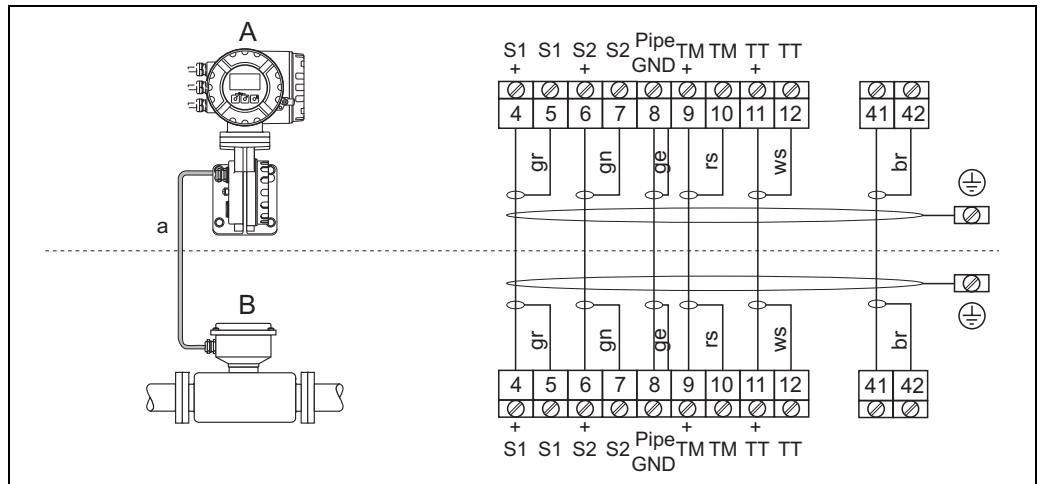 A
a
B
S1 S1 S2 S2 Pipe GND TM TM TT TT
+ + + +
4 5 6 7 8 9 10 11 12 41 42
gr gn ge rs ws br
gr gn ge rs ws br
4 5 6 7 8 9 10 11 12 41 42
+ + + +
S1 S1 S2 S2 Pipe GND TM TM TT TT